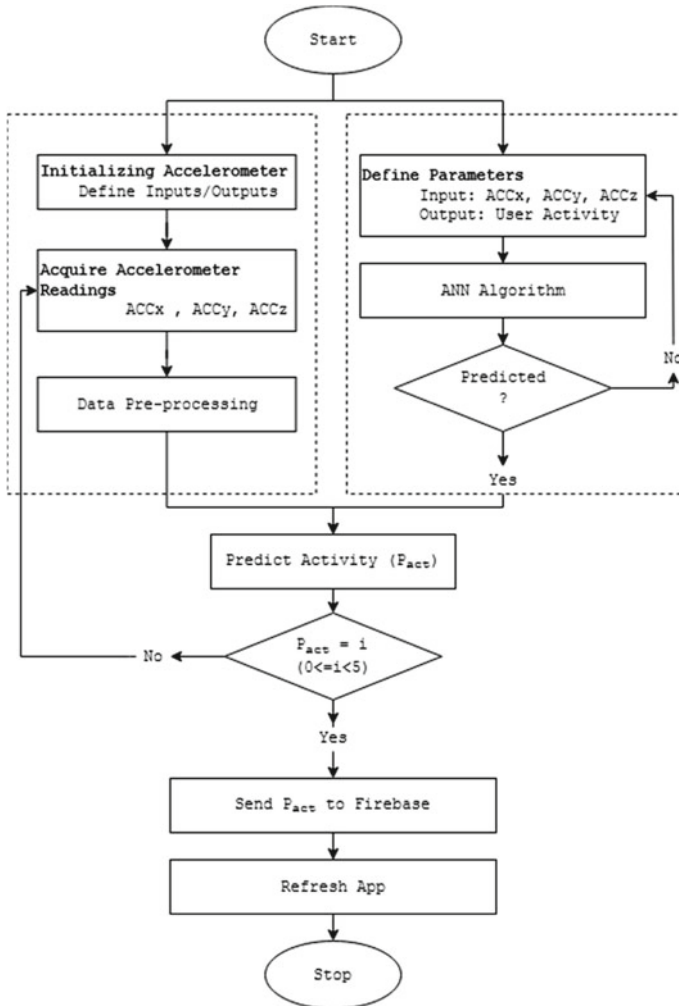 Start
Initializing Accelerometer
Define Inputs/Outputs
Acquire Accelerometer
Readings
ACCx , ACCy, ACCz
Data Pre-processing
Define Parameters
Input: ACCx, ACCy, ACCz
Output: User Activity
ANN Algorithm
Predicted
?
No
Yes
Predict Activity (Pact)
Pact = i
(0<=i<5)
No
Yes
Send Pact to Firebase
Refresh App
Stop